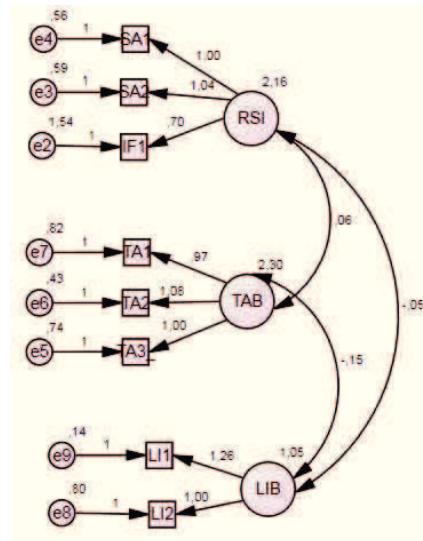 ,56
e4 1 SA1
1,00
,59
e3 1 SA2 1,04 2,16
RSI
1,54
e2 1 IF1 ,70
,06
,82
e7 1 TA1 ,97
2,30
,43
e6 1 TA2 1,08 TAB
-,05
,74
e5 1 TA3_ 1,00
-,15
,14
e9 1 LI1 1,26 1,05
LIB
,80
e8 1 LI2 1,00